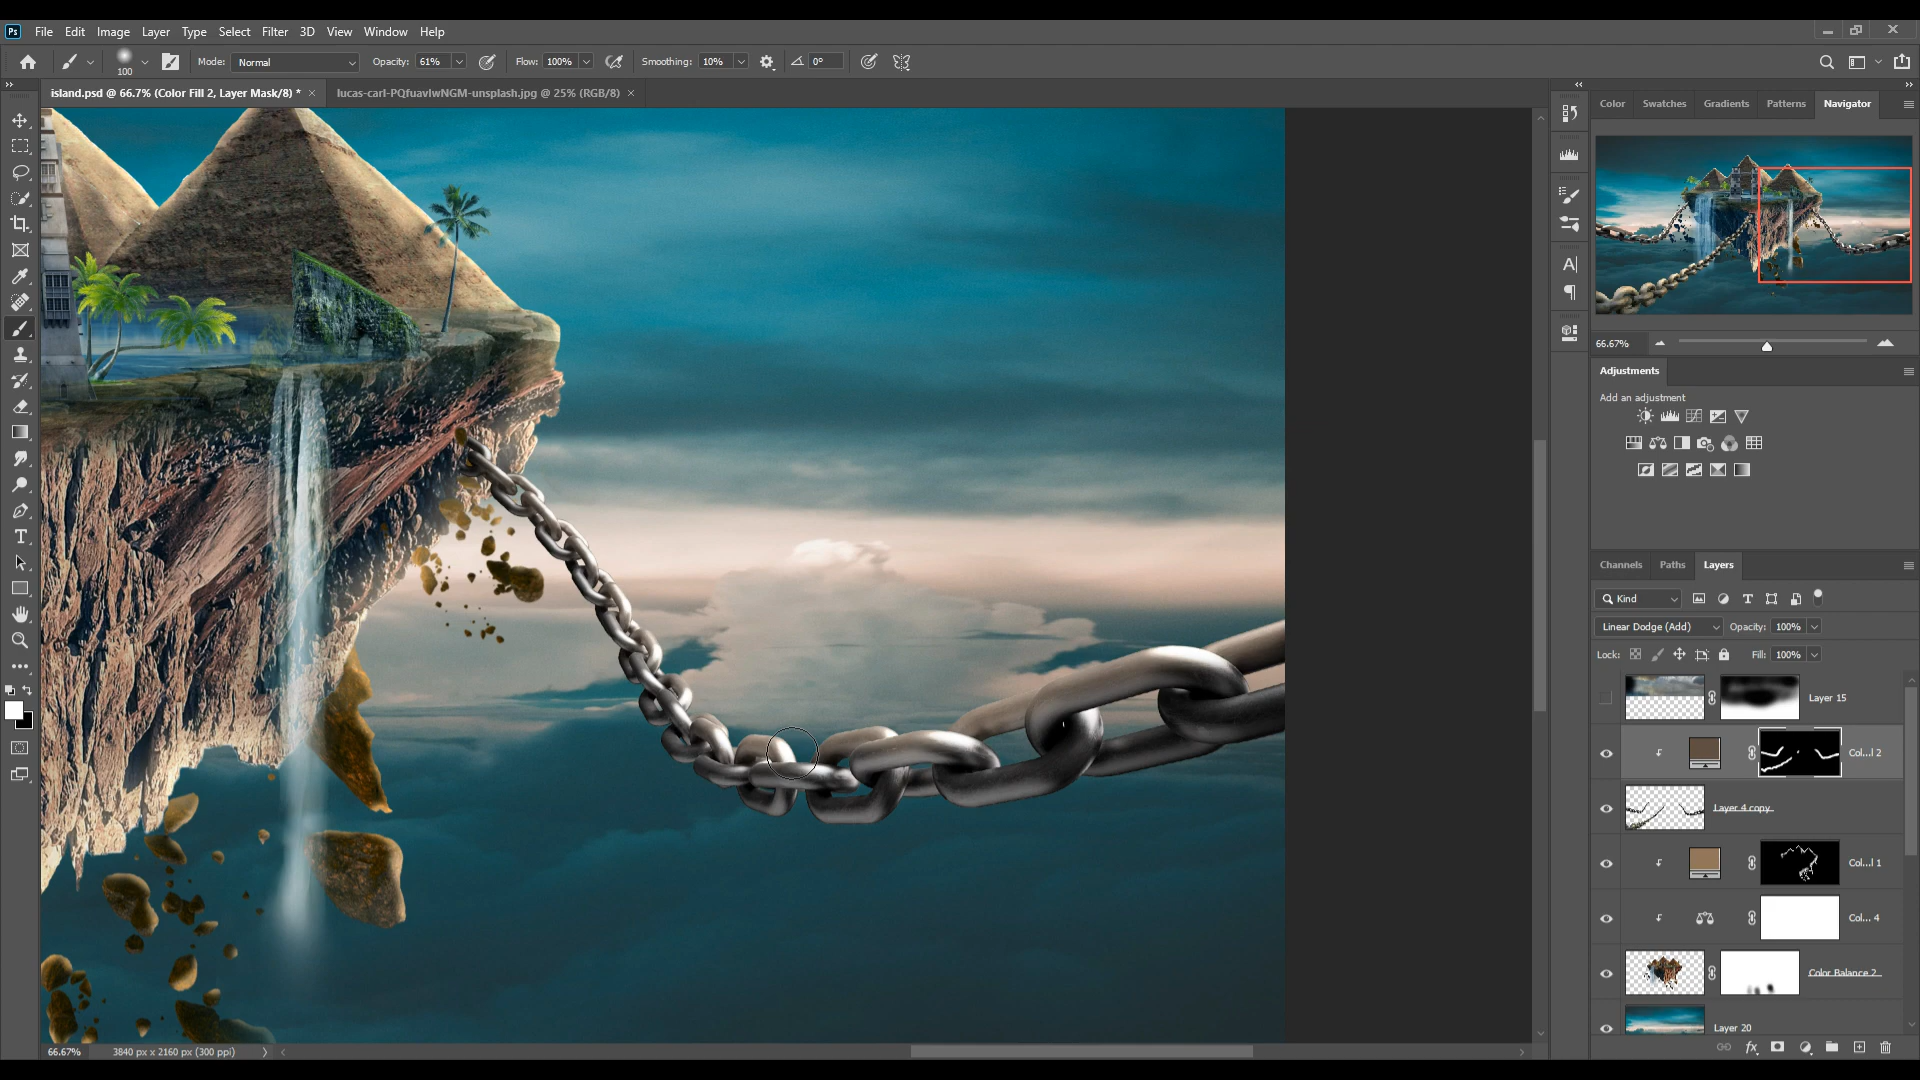 Ps File Edit Image Layer Type Select Filter 3D View Window Help
100 Mode: Normal Opacity: 61% Flow: 100% Smoothing: 10% 0°
island.psd @ 66.7% (Color Fill 2, Layer Mask/8) * × lucas-carl-PQfuavlwNGM-unsplash.jpg @ 25% (RGB/8) ×
Color Swatches Gradients Patterns Navigator
66.67%
Adjustments
Add an adjustment
Channels Paths Layers
Kind
Linear Dodge (Add) Opacity: 100%
Lock: Fill: 100%
Layer 15
Col...l 2
Layer 4 copy
Col...l 1
Col... 4
Color Balance 2
Layer 20
66.67% 3840 px x 2160 px (300 ppi)